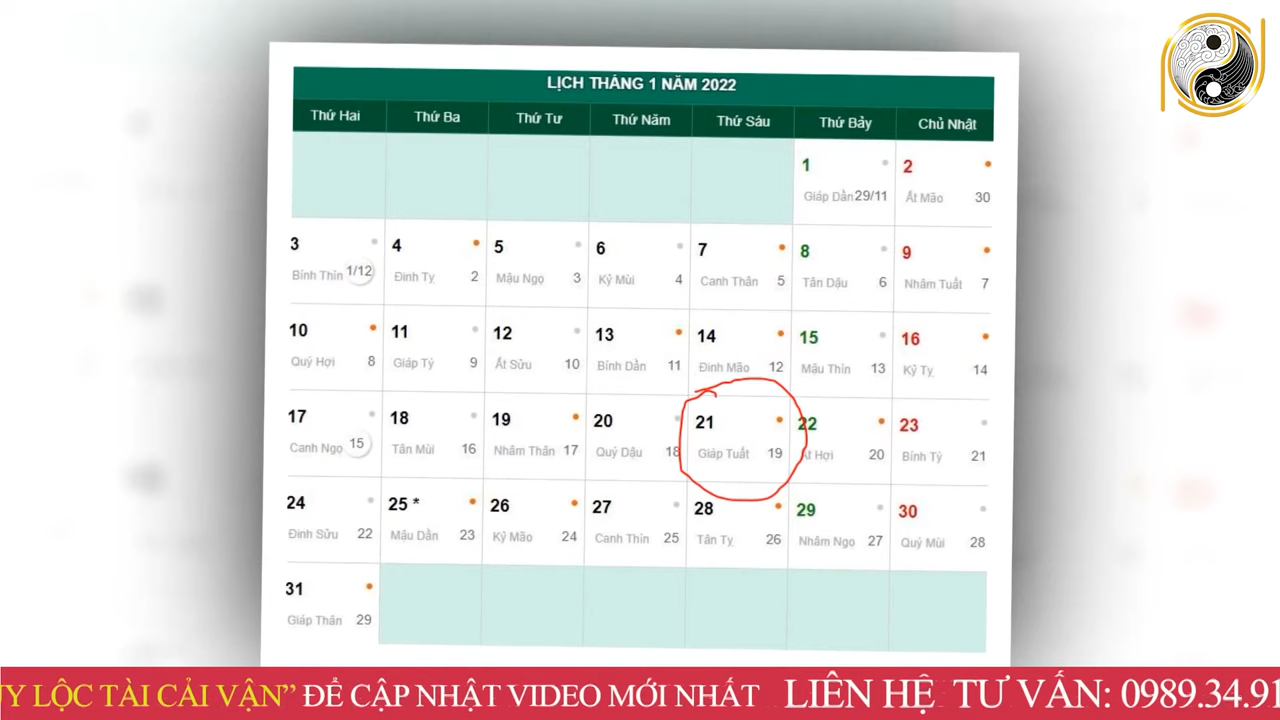 LỊCH THÁNG 1 NĂM 2022
Thứ Hai Thứ Ba Thứ Tư Thứ Năm Thứ Sáu Thứ Bảy Chủ Nhật
1 2
Giáp Dần 29/11 Ất Mão 30
3 4 5 6 7 8 9
Bính Thìn 1/12 Đinh Tỵ 2 Mậu Ngọ 3 Kỷ Mùi 4 Canh Thân 5 Tân Dậu 6 Nhâm Tuất 7
10 11 12 13 14 15 16
Quý Hợi 8 Giáp Tý 9 Ất Sửu 10 Bính Dần 11 Đinh Mão 12 Mậu Thìn 13 Kỷ Tỵ 14
17 18 19 20 21 22 23
Canh Ngọ 15 Tân Mùi 16 Nhâm Thân 17 Quý Dậu 18 Giáp Tuất 19 Ất Hợi 20 Bính Tý 21
24 25 * 26 27 28 29 30
Đinh Sửu 22 Mậu Dần 23 Kỷ Mão 24 Canh Thìn 25 Tân Tỵ 26 Nhâm Ngọ 27 Quý Mùi 28
31
Giáp Thân 29
LỘC TÀI CẢI VẬN” ĐỂ CẬP NHẬT VIDEO MỚI NHẤT LIÊN HỆ TƯ VẤN: 0989.34.91